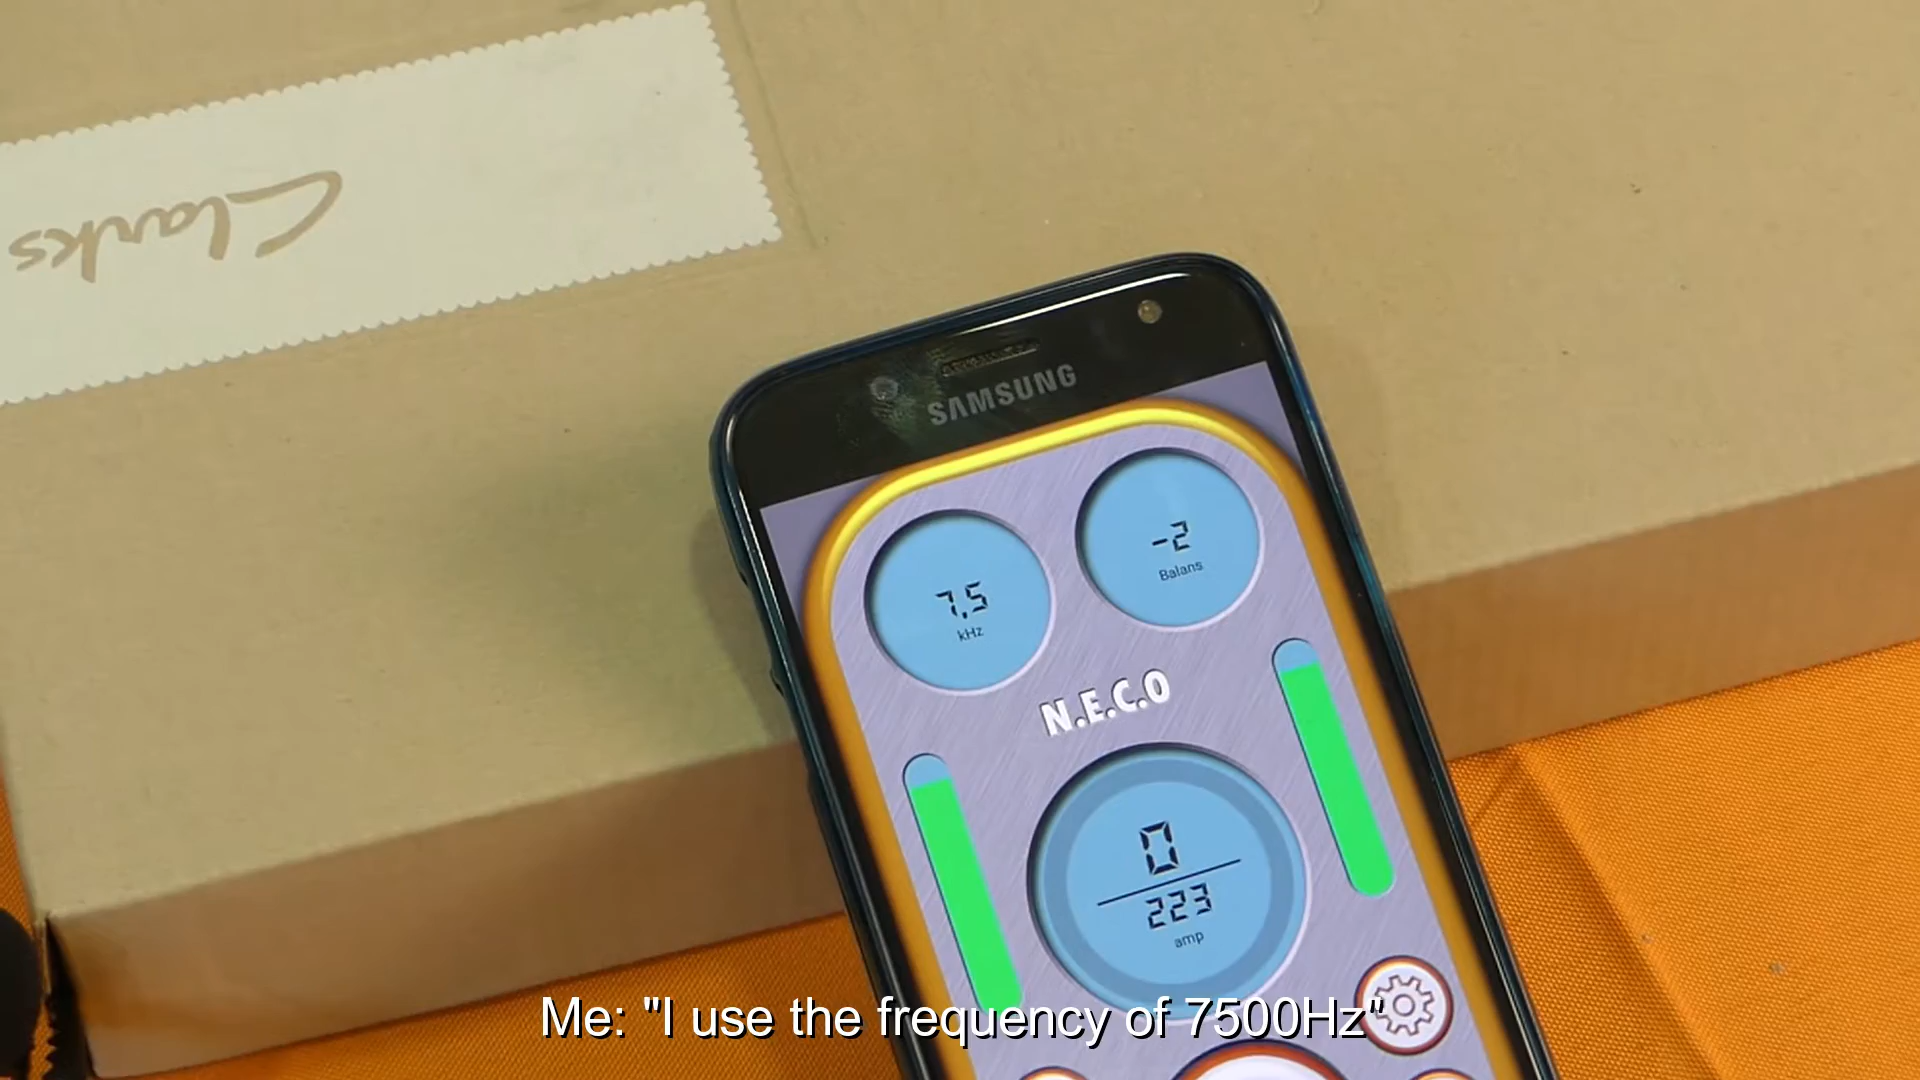 Clarks
SAMSUNG
7,5
kHz
-2
Balans
N.E.C.O
0
223
amp
Me: "I use the frequency of 7500Hz"